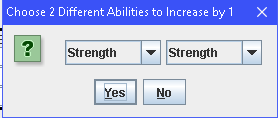 Choose 2 Different Abilities to Increase by 1
? Strength Strength
Yes No